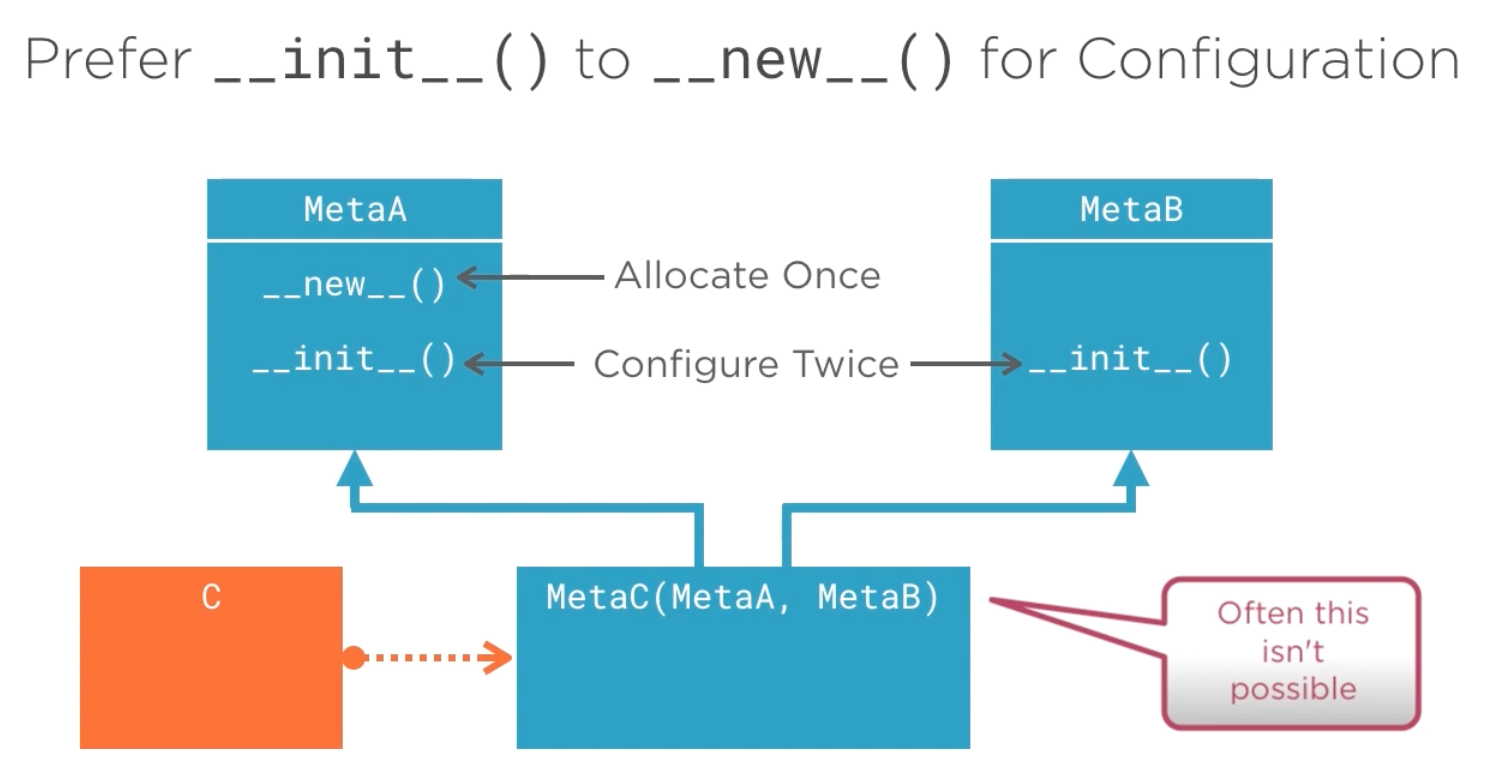 Prefer __init__() to __new__() for Configuration
MetaA
MetaB
__new__()
Allocate Once
__init__()
Configure Twice
__init__()
C
MetaC(MetaA, MetaB)
Often this
isn't
possible